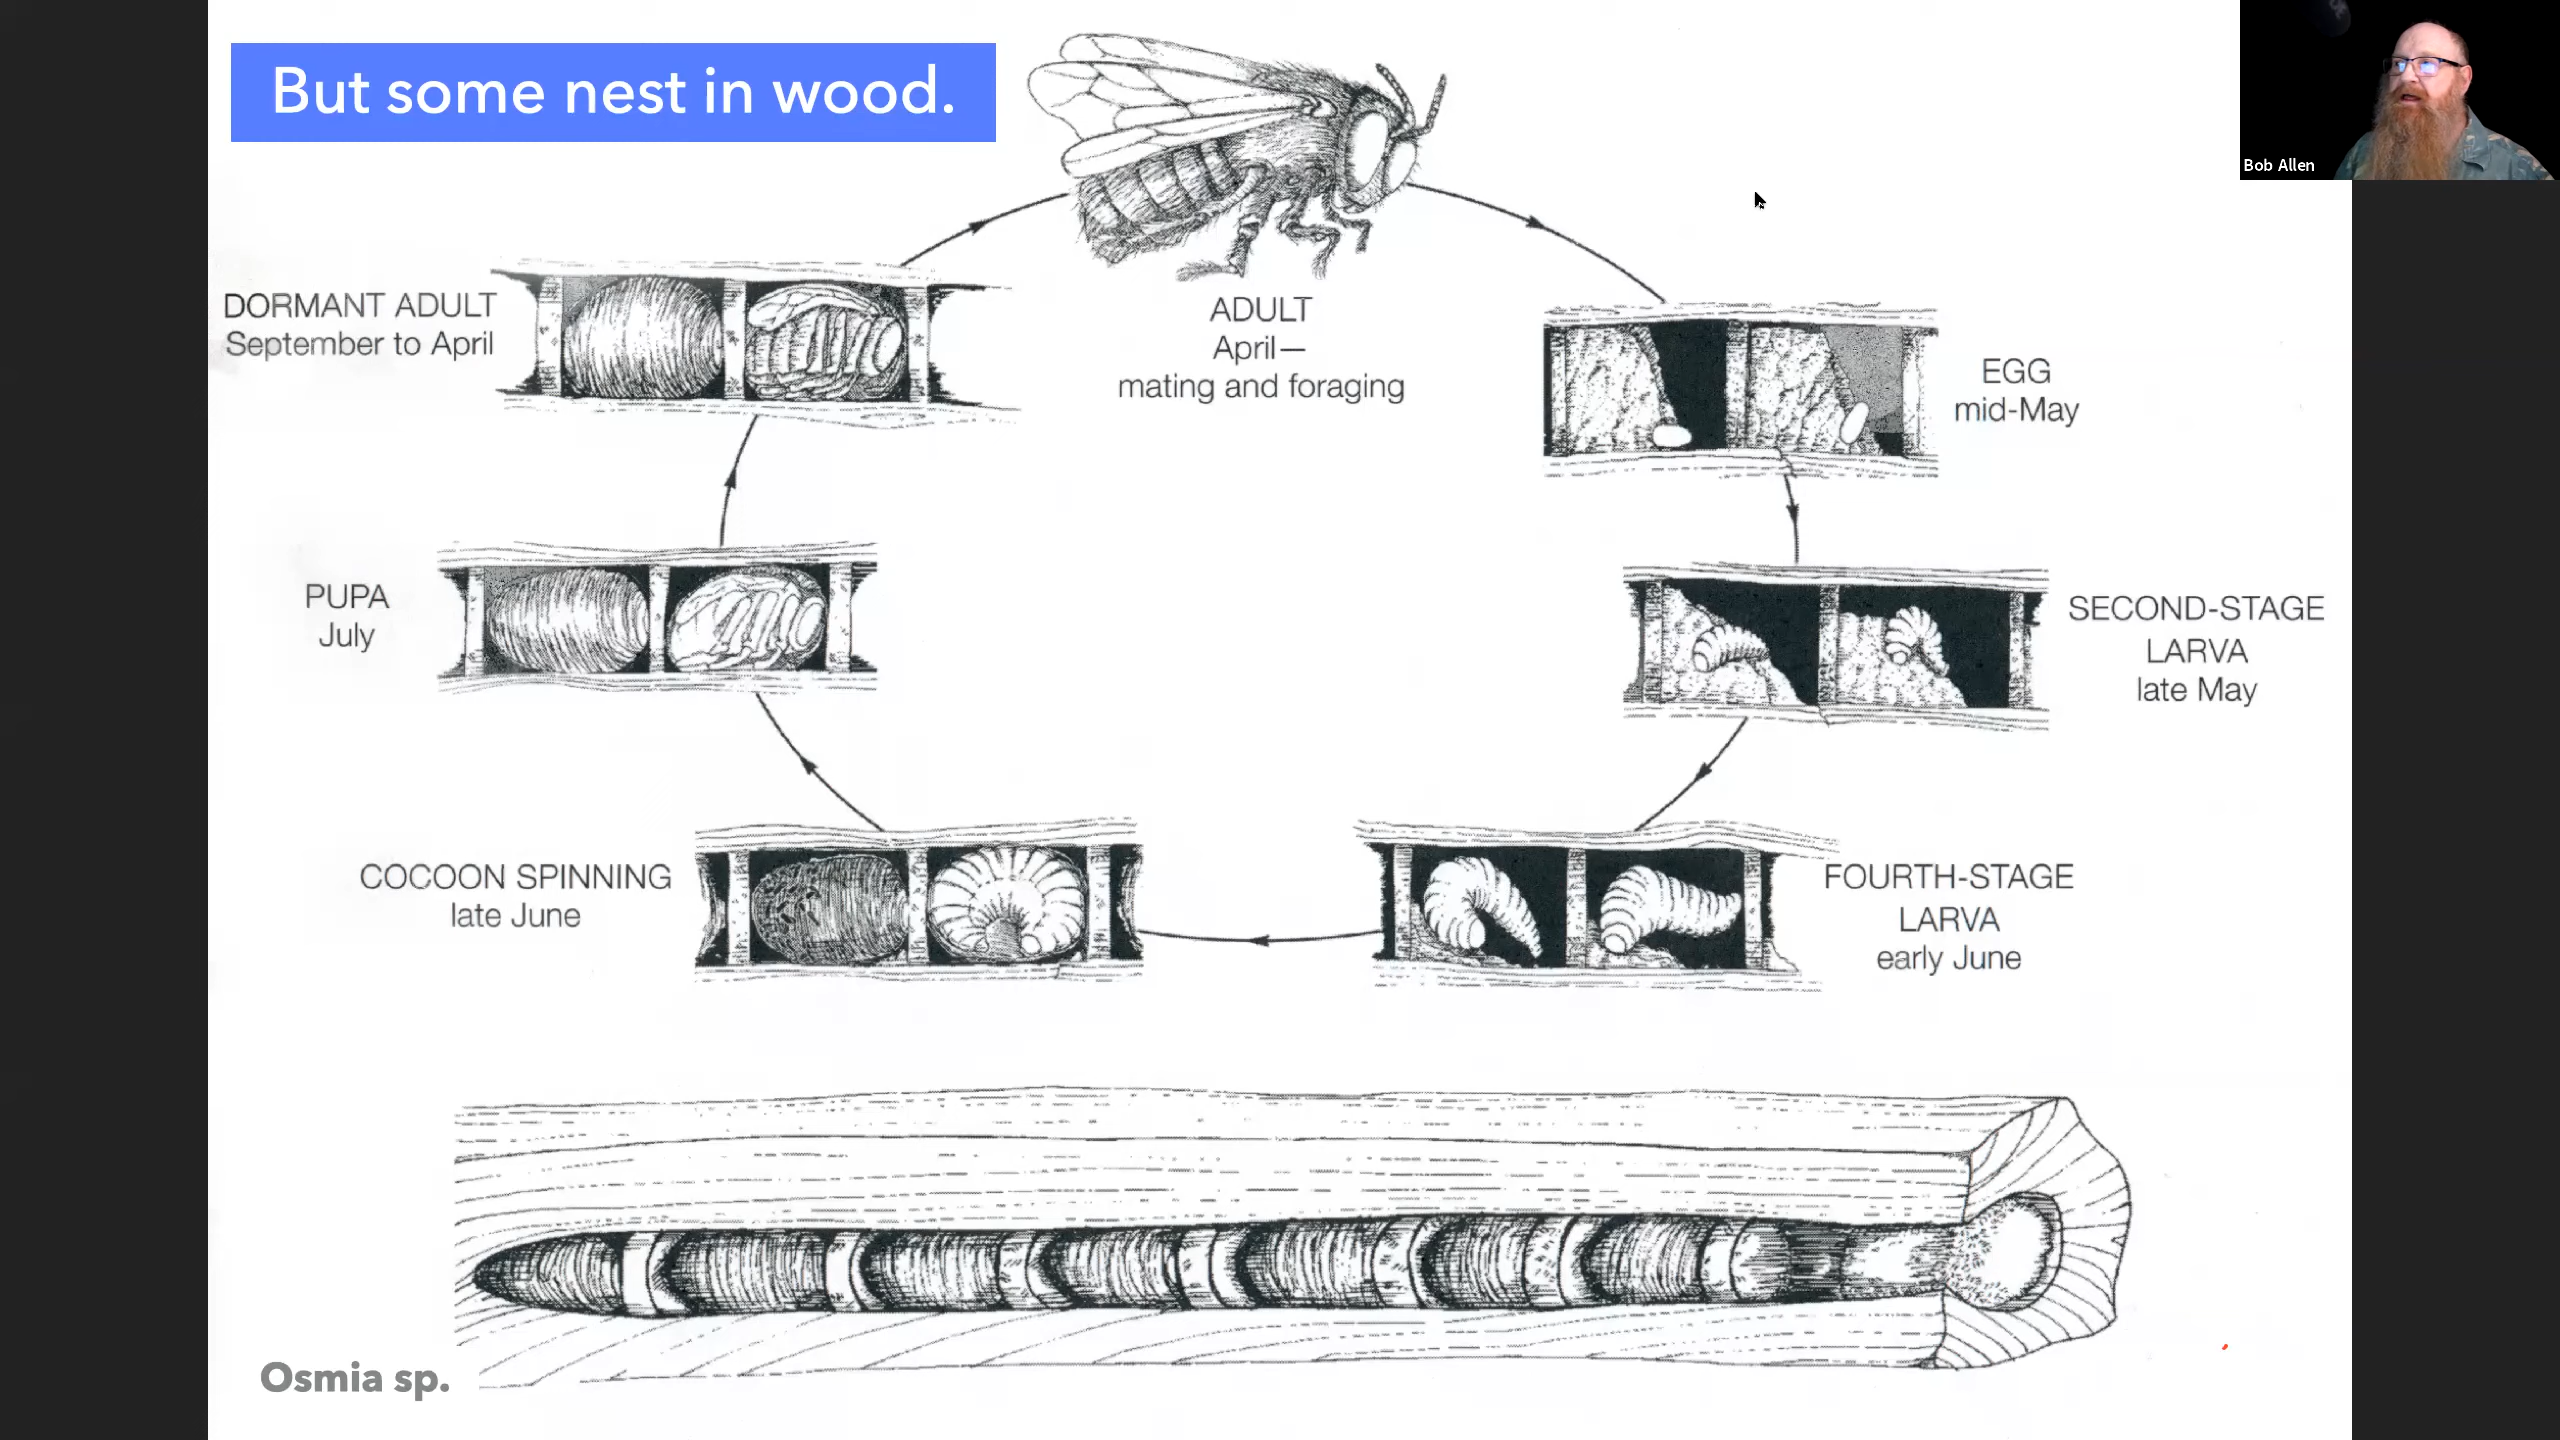 But some nest in wood.
Bob Allen
DORMANT ADULT
September to April
ADULT
April—
mating and foraging
EGG
mid-May
PUPA
July
SECOND-STAGE
LARVA
late May
COCOON SPINNING
late June
FOURTH-STAGE
LARVA
early June
Osmia sp.